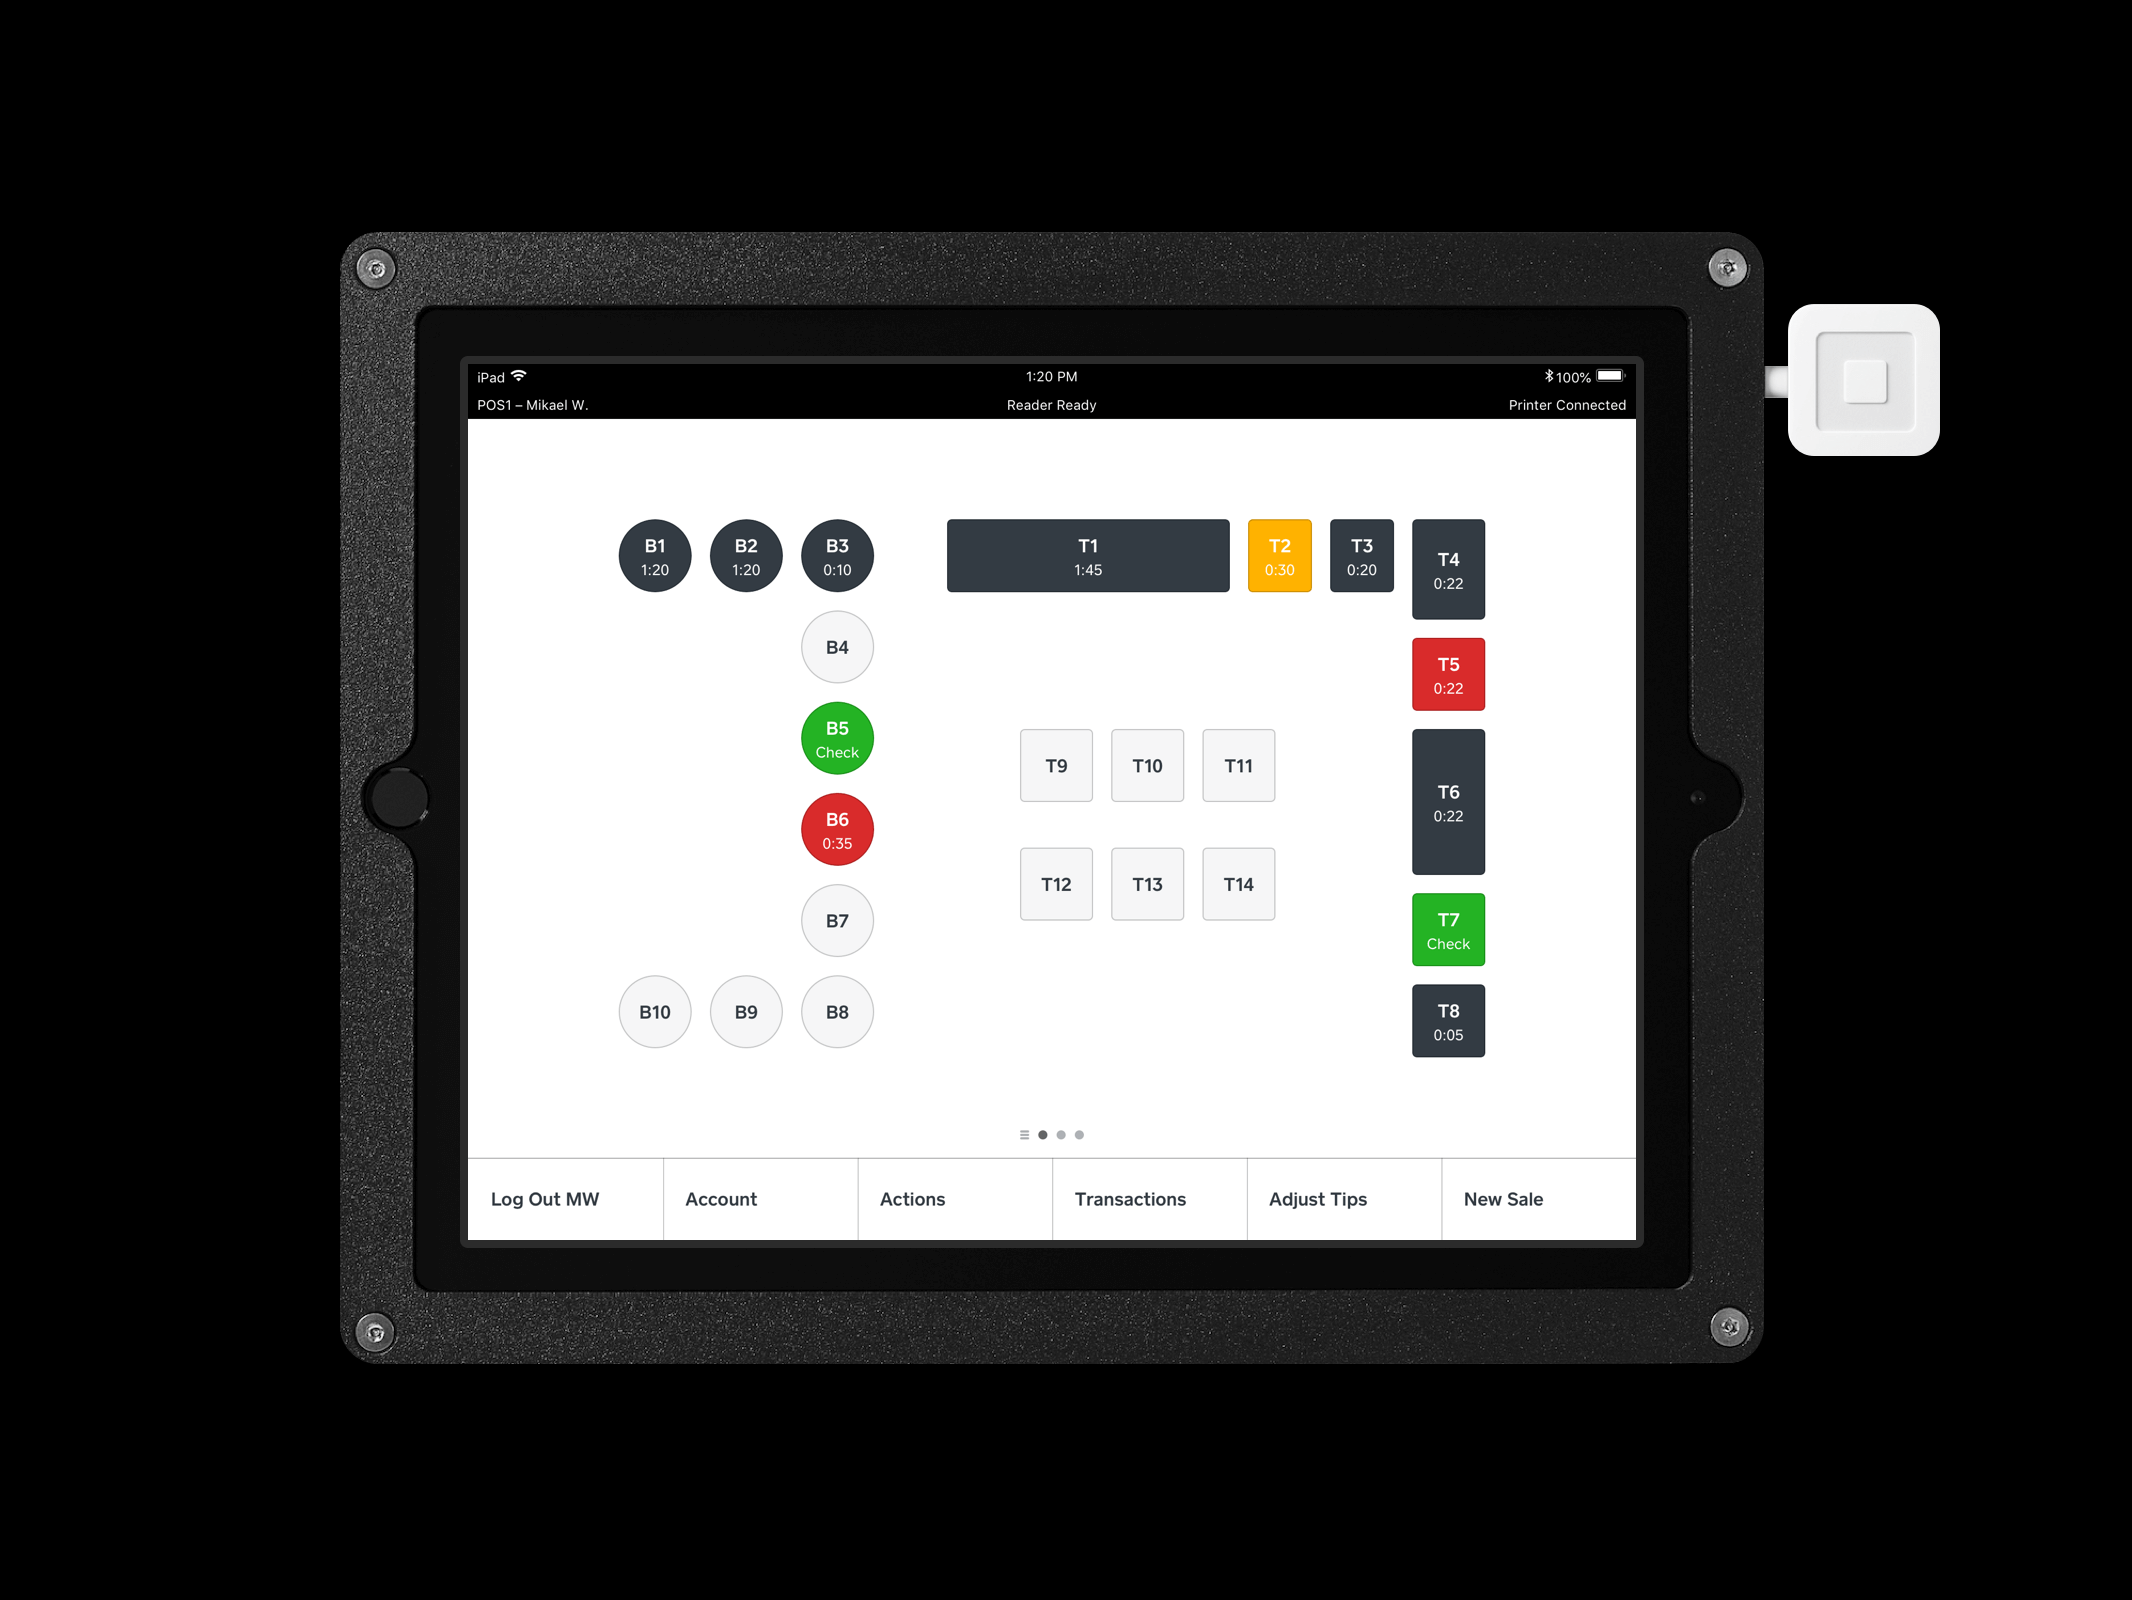 iPad 1:20 PM 100%
POS1 – Mikael W. Reader Ready Printer Connected
B1
1:20
B2
1:20
B3
0:10
T1
1:45
T2
0:30
T3
0:20
T4
0:22
B4
T5
0:22
B5
Check
T9
T10
T11
T6
0:22
B6
0:35
T12
T13
T14
B7
T7
Check
B10
B9
B8
T8
0:05
Log Out MW
Account
Actions
Transactions
Adjust Tips
New Sale